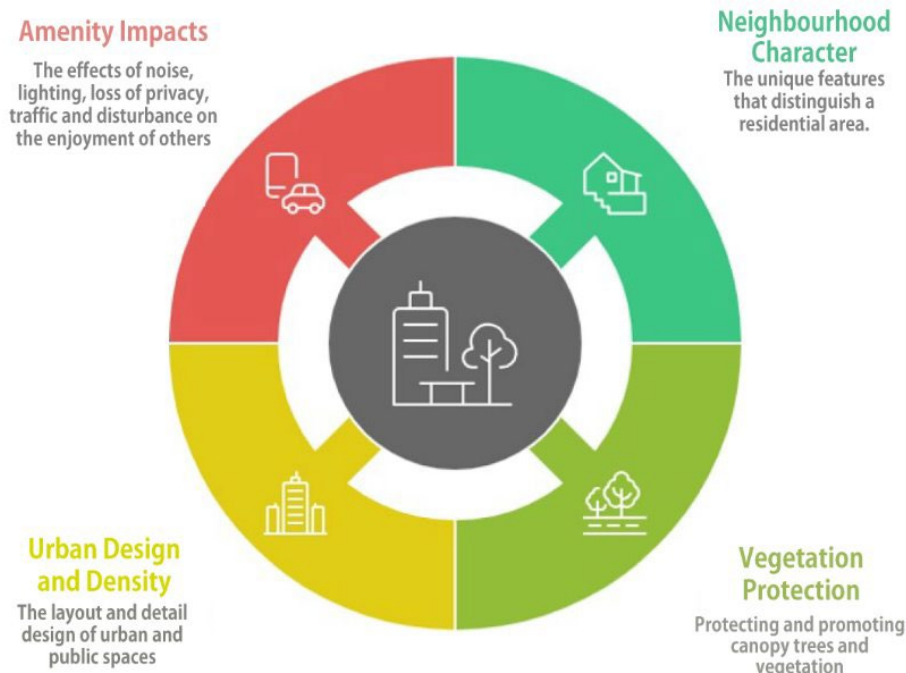 Amenity Impacts
The effects of noise,
lighting, loss of privacy,
traffic and disturbance on
the enjoyment of others
Neighbourhood
Character
The unique features
that distinguish a
residential area.
Urban Design
and Density
The layout and detail
design of urban and
public spaces
Vegetation
Protection
Protecting and promoting
canopy trees and
vegetation